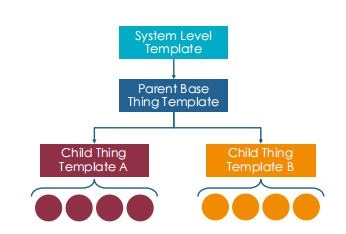 System Level
Template
Parent Base
Thing Template
Child Thing
Template A
Child Thing
Template B